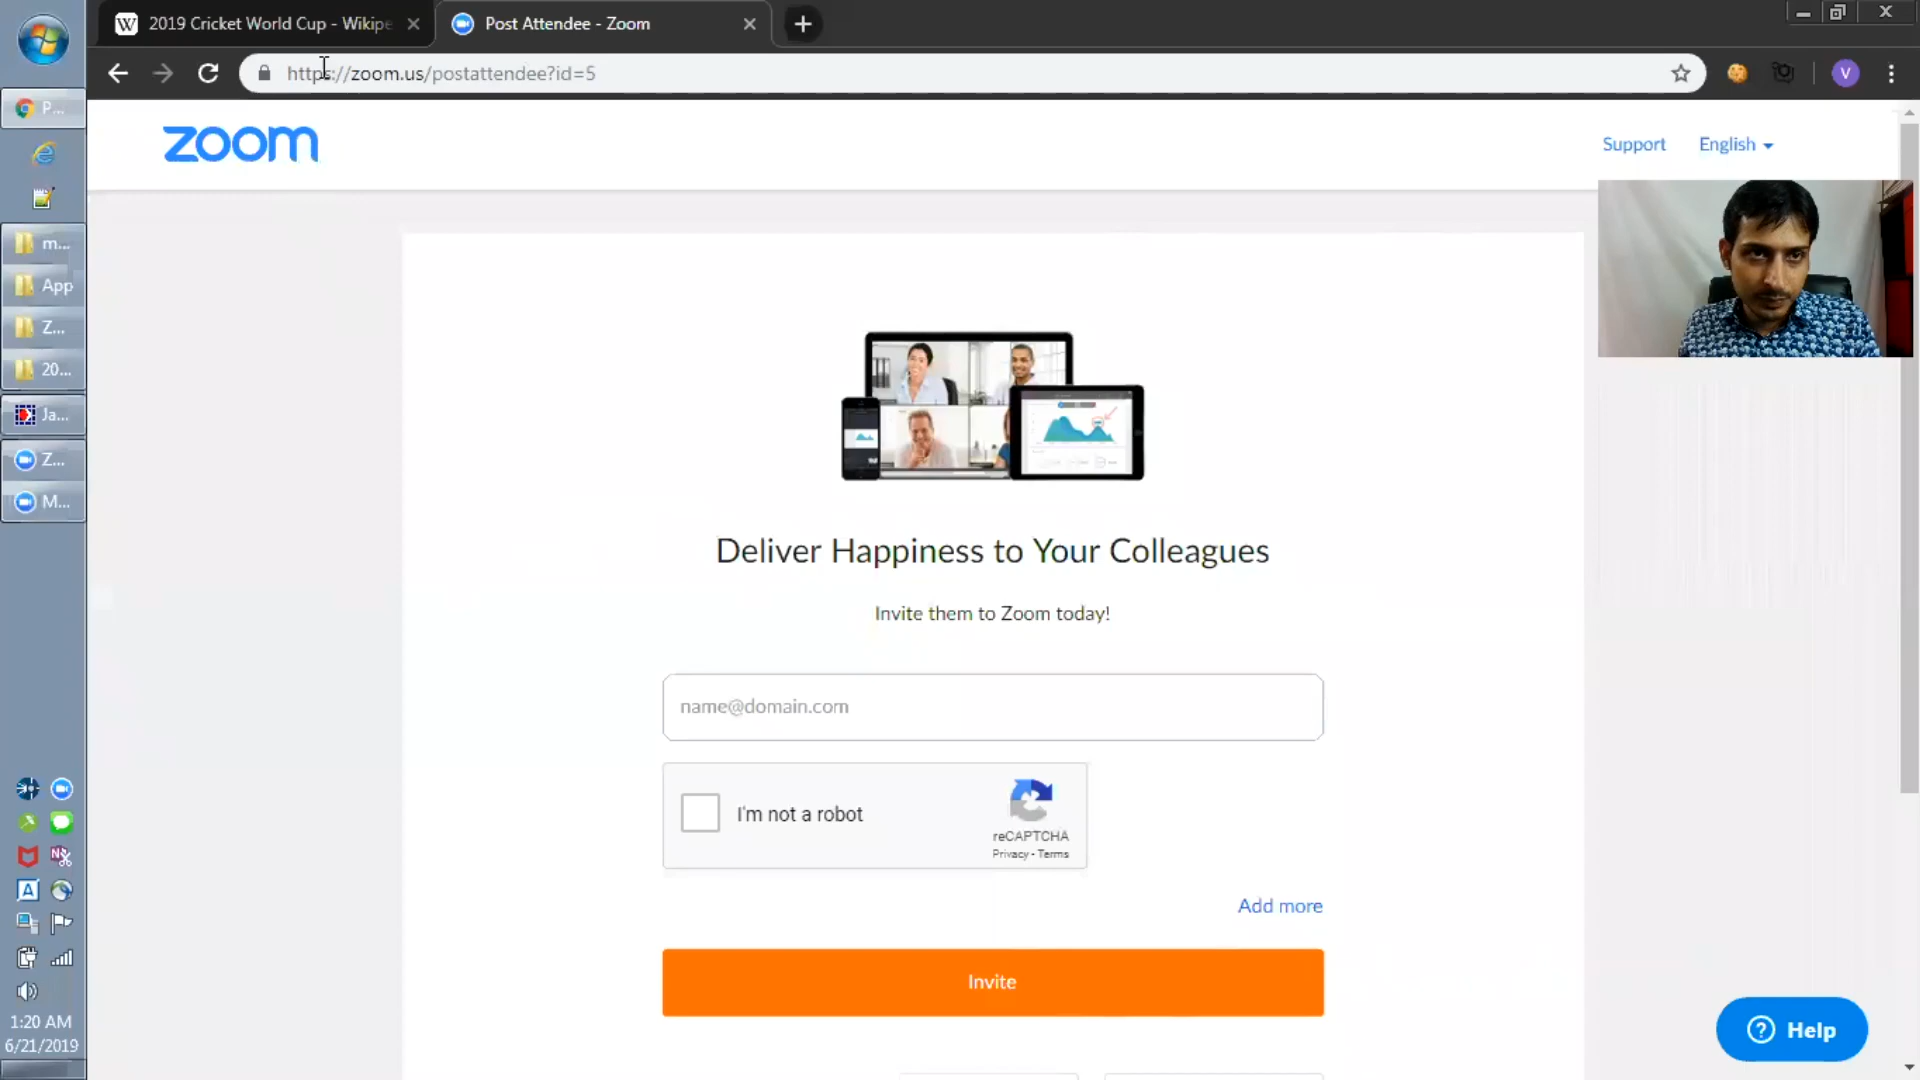 2019 Cricket World Cup - Wikipe
Post Attendee - Zoom
https://zoom.us/postattendee?id=5
V
P...
zoom
Support
English
m...
App
Z...
20...
Ja...
Z...
M...
Deliver Happiness to Your Colleagues
Invite them to Zoom today!
name@domain.com
I'm not a robot
reCAPTCHA
Privacy - Terms
Add more
Invite
Help
1:20 AM
6/21/2019